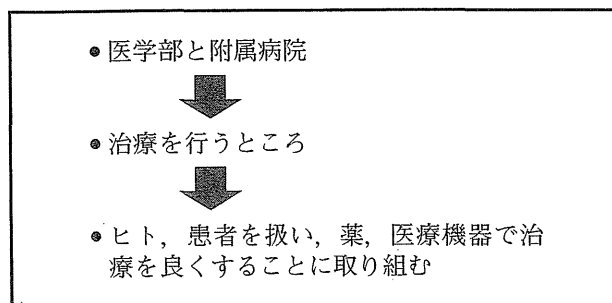 ●医学部と附属病院
●治療を行うところ
●ヒト，患者を扱い，薬，医療機器で治
療を良くすることに取り組む